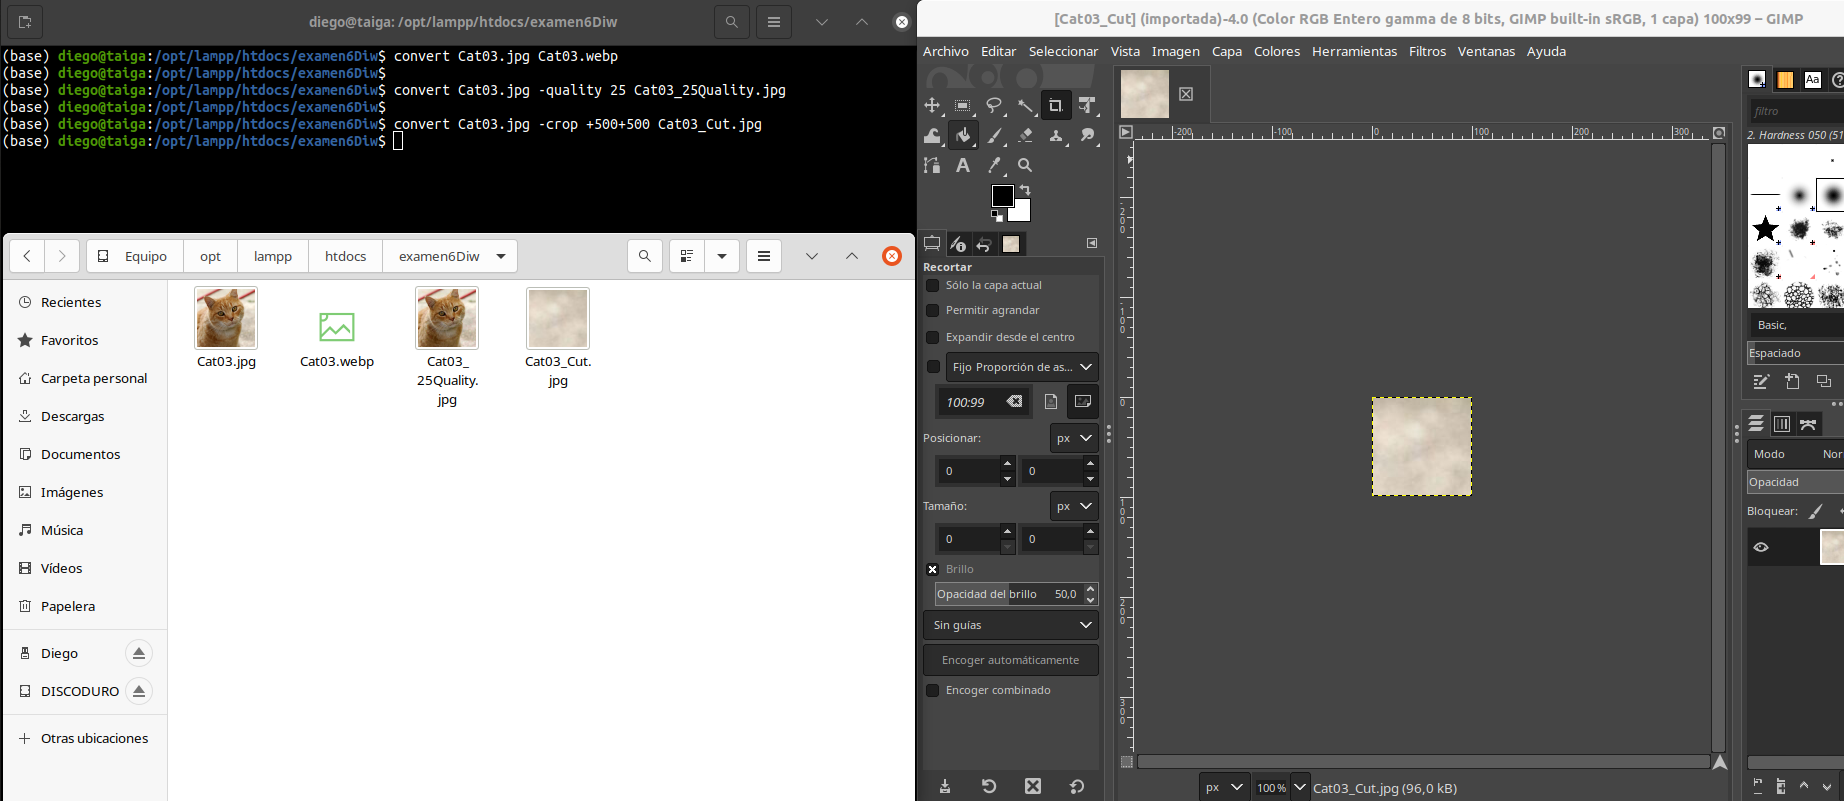 diego@taiga: /opt/lampp/htdocs/examen6Diw
(base) diego@taiga:/opt/lampp/htdocs/examen6Diw$ convert Cat03.jpg Cat03.webp
(base) diego@taiga:/opt/lampp/htdocs/examen6Diw$
(base) diego@taiga:/opt/lampp/htdocs/examen6Diw$ convert Cat03.jpg -quality 25 Cat03_25Quality.jpg
(base) diego@taiga:/opt/lampp/htdocs/examen6Diw$
(base) diego@taiga:/opt/lampp/htdocs/examen6Diw$ convert Cat03.jpg -crop +500+500 Cat03_Cut.jpg
(base) diego@taiga:/opt/lampp/htdocs/examen6Diw$
Equipo opt lampp htdocs examen6Diw
Recientes
Favoritos
Carpeta personal
Descargas
Documentos
Imágenes
Música
Vídeos
Papelera
Diego
DISCODURO
Otras ubicaciones
Cat03.jpg
Cat03.webp
Cat03_
25Quality.
jpg
Cat03_Cut.
jpg
[Cat03_Cut] (importada)-4.0 (Color RGB Entero gamma de 8 bits, GIMP built-in sRGB, 1 capa) 100x99 – GIMP
Archivo Editar Seleccionar Vista Imagen Capa Colores Herramientas Filtros Ventanas Ayuda
Recortar
Sólo la capa actual
Permitir agrandar
Expandir desde el centro
Fijo Proporción de as...
100:99
Posicionar: px
0 0
Tamaño: px
0 0
Brillo
Opacidad del brillo 50,0
Sin guías
Encoger automáticamente
Encoger combinado
-200 -100 0 100 200 300
-200
-100
0
100
200
300
px 100 % Cat03_Cut.jpg (96,0 kB)
Aa
filtro
2. Hardness 050 (51
Basic,
Espaciado
Modo Nor
Opacidad
Bloquear: